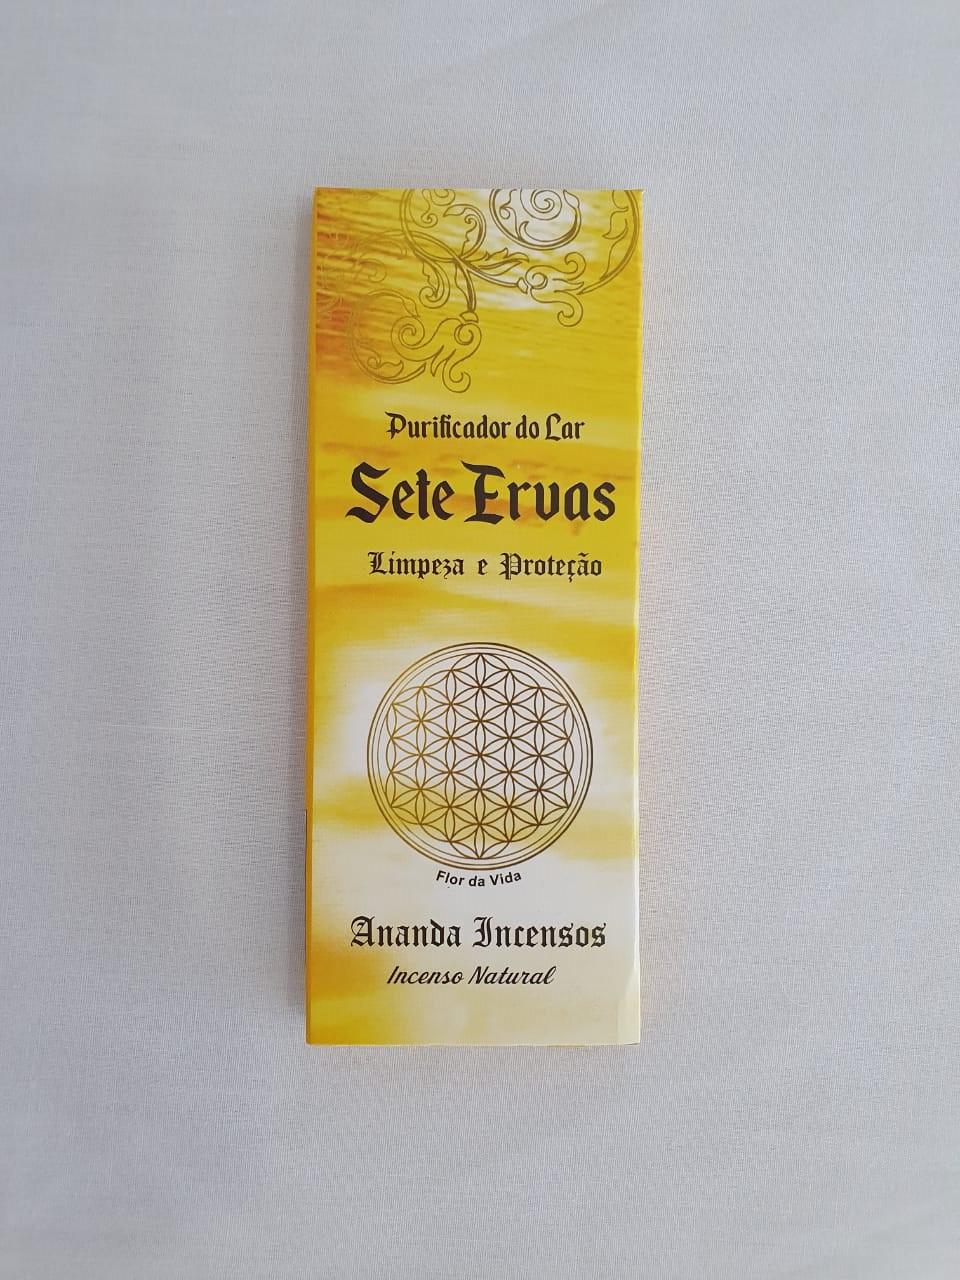 Purificador do Lar
Sete Ervas
Limpeza e Proteção
Flor da Vida
Ananda Incensos
Incenso Natural